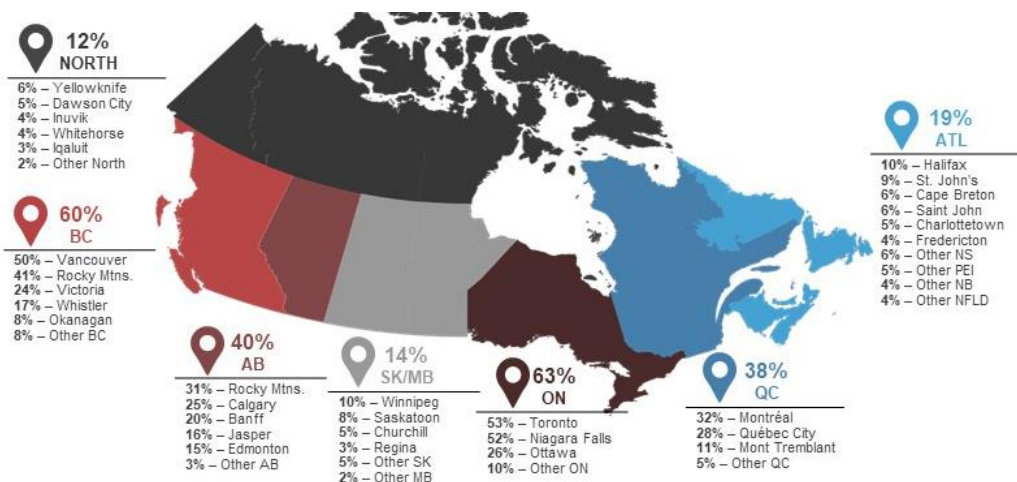 12%
NORTH
6% – Yellowknife
5% – Dawson City
4% – Inuvik
4% – Whitehorse
3% – Iqaluit
2% – Other North
60%
BC
50% – Vancouver
41% – Rocky Mtns.
24% – Victoria
17% – Whistler
8% – Okanagan
8% – Other BC
40%
AB
31% – Rocky Mtns.
25% – Calgary
20% – Banff
16% – Jasper
15% – Edmonton
3% – Other AB
14%
SK/MB
10% – Winnipeg
8% – Saskatoon
5% – Churchill
3% – Regina
5% – Other SK
2% – Other MB
63%
ON
53% – Toronto
52% – Niagara Falls
26% – Ottawa
10% – Other ON
38%
QC
32% – Montréal
28% – Québec City
11% – Mont Tremblant
5% – Other QC
19%
ATL
10% – Halifax
9% – St. John's
6% – Cape Breton
6% – Saint John
5% – Charlottetown
4% – Fredericton
6% – Other NS
5% – Other PEI
4% – Other NB
4% – Other NFLD